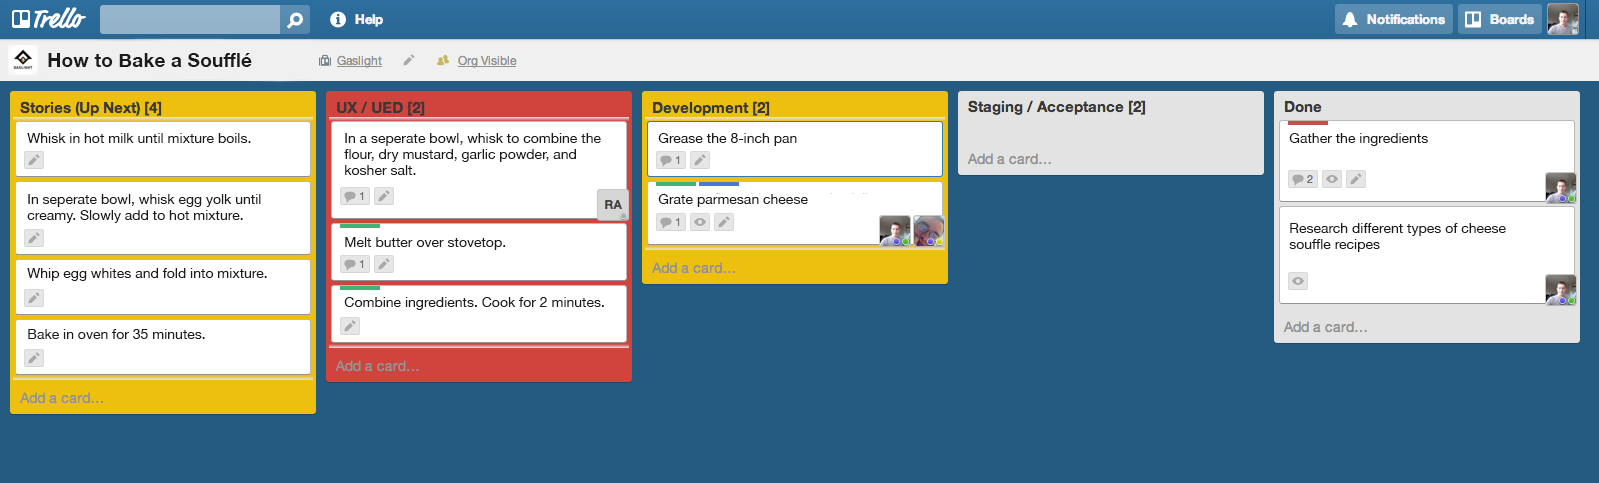 Trello
Help
Notifications
Boards
GASLIGHT
How to Bake a Soufflé
Gaslight
Org Visible
Stories (Up Next) [4]
Whisk in hot milk until mixture boils.
In seperate bowl, whisk egg yolk until
creamy. Slowly add to hot mixture.
Whip egg whites and fold into mixture.
Bake in oven for 35 minutes.
Add a card...
UX / UED [2]
In a seperate bowl, whisk to combine the
flour, dry mustard, garlic powder, and
kosher salt.
1
RA
Melt butter over stovetop.
1
Combine ingredients. Cook for 2 minutes.
Add a card...
Development [2]
Grease the 8-inch pan
1
Grate parmesan cheese
1
Add a card...
Staging / Acceptance [2]
Add a card...
Done
Gather the ingredients
2
Research different types of cheese
souffle recipes
Add a card...